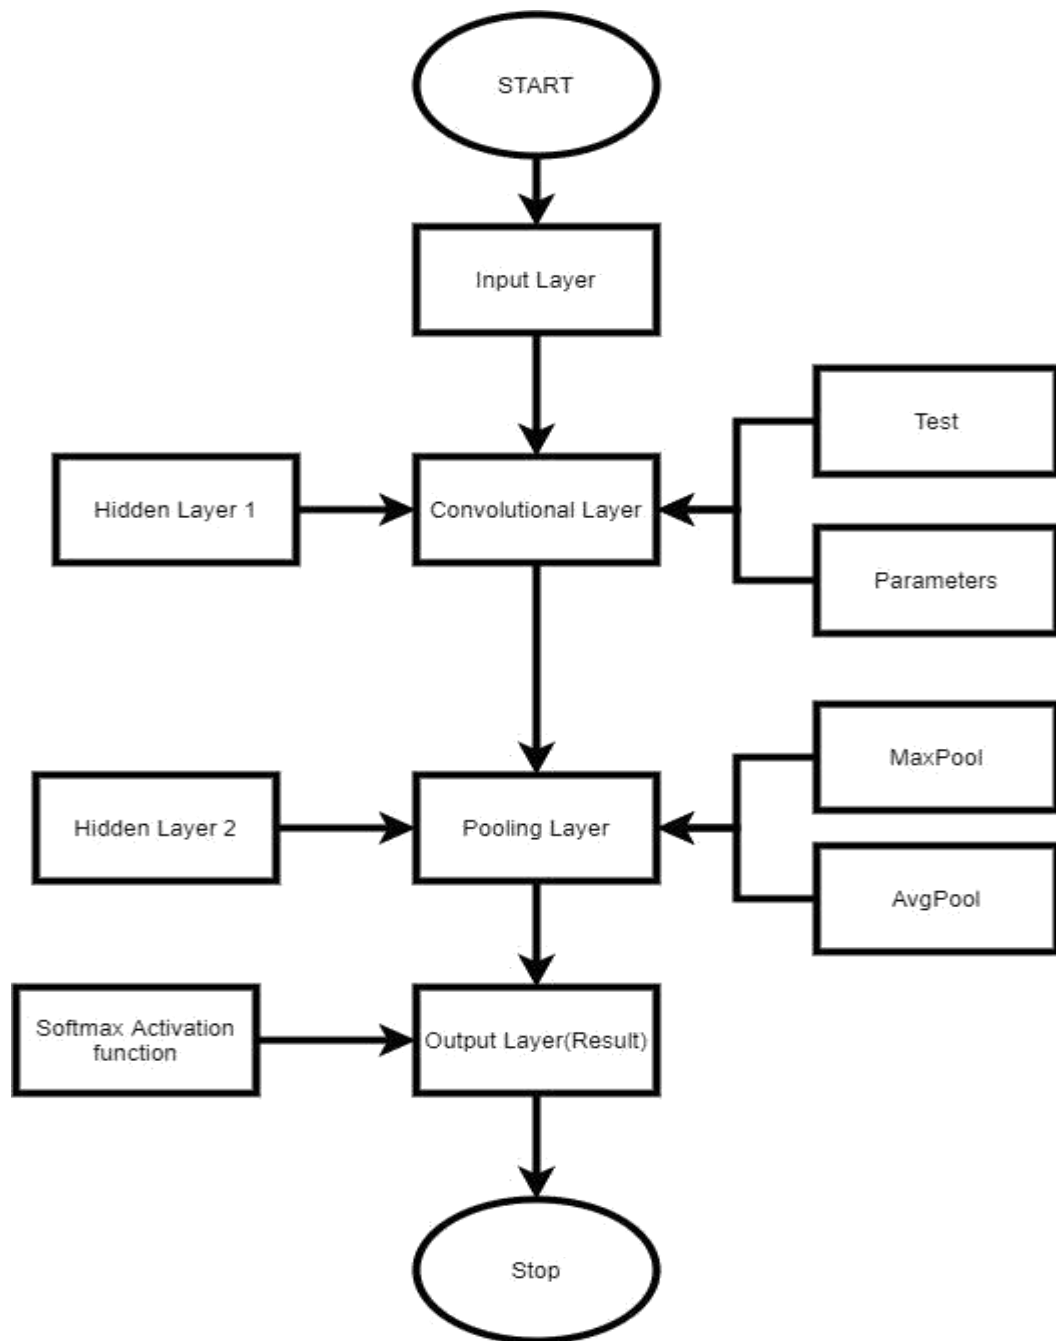 START
Input Layer
Test
Hidden Layer 1
Convolutional Layer
Parameters
MaxPool
Hidden Layer 2
Pooling Layer
AvgPool
Softmax Activation
function
Output Layer(Result)
Stop